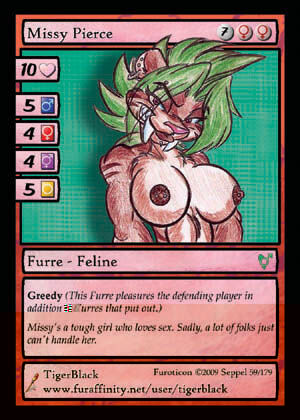 Missy Pierce 7
10
5
4
4
5
Furre - Feline
Greedy (This Furre pleasures the defending player in
addition Furres that put out.)
Missy's a tough girl who loves sex. Sadly, a lot of folks just
can't handle her.
TigerBlack Furoticon ©2009 Seppel 59/179
www.furaffinity.net/user/tigerblack